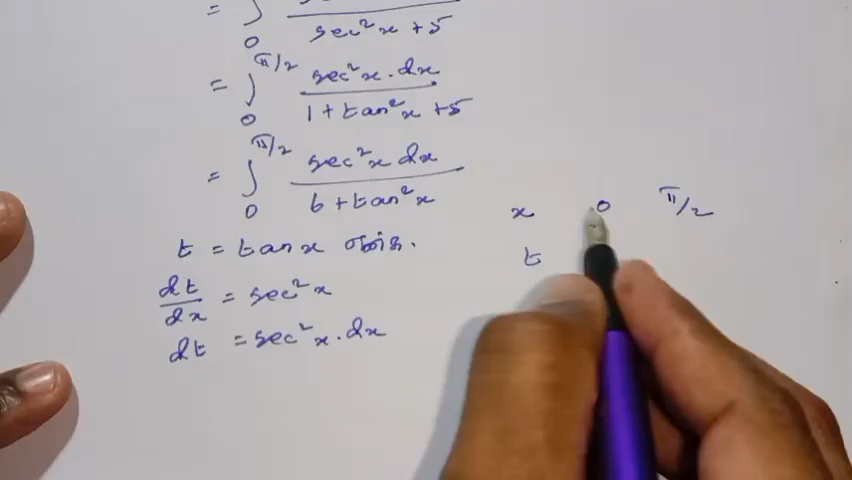 = ∫
sec²x + 5
0
= ∫₀^(π/2) sec²x . dx / (1 + tan²x + 5)
= ∫₀^(π/2) sec²x dx / (6 + tan²x)
t = tan x என்க.
dt/dx = sec²x
dt = sec²x . dx
x 0 π/2
t